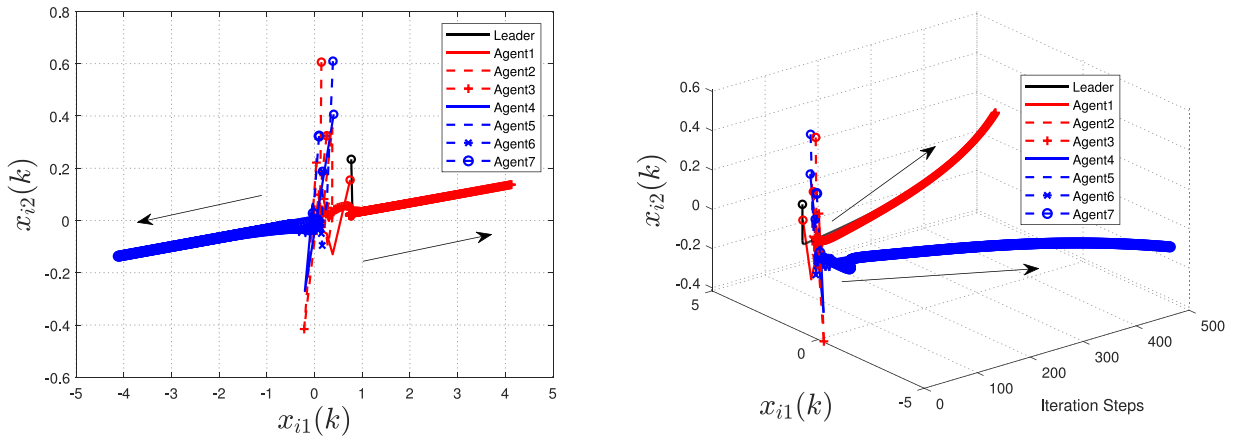 0.8
0.6
0.4
0.2
0
-0.2
-0.4
-0.6
-5 -4 -3 -2 -1 0 1 2 3 4 5
x_{i2}(k)
x_{i1}(k)
Leader
Agent1
Agent2
Agent3
Agent4
Agent5
Agent6
Agent7
0.6
0.4
0.2
0
-0.2
-0.4
5
0
-5
0
100
200
300
400
500
x_{i2}(k)
x_{i1}(k)
Iteration Steps
Leader
Agent1
Agent2
Agent3
Agent4
Agent5
Agent6
Agent7